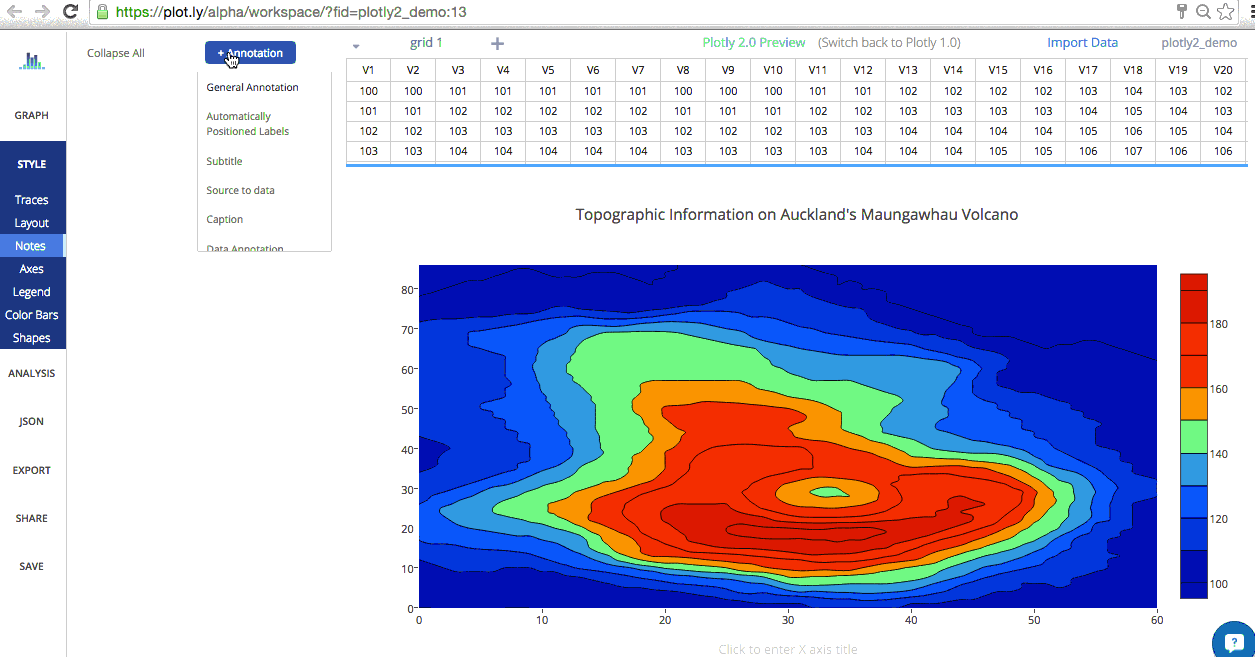 https://plot.ly/alpha/workspace/?fid=plotly2_demo:13
Collapse All
+ Annotation
grid 1
+
Plotly 2.0 Preview (Switch back to Plotly 1.0)
Import Data
plotly2_demo
GRAPH
STYLE
Traces
Layout
Notes
Axes
Legend
Color Bars
Shapes
ANALYSIS
JSON
EXPORT
SHARE
SAVE
General Annotation
Automatically
Positioned Labels
Subtitle
Source to data
Caption
Data Annotation
V1 V2 V3 V4 V5 V6 V7 V8 V9 V10 V11 V12 V13 V14 V15 V16 V17 V18 V19 V20
100 100 101 101 101 101 101 100 100 100 101 101 102 102 102 102 103 104 103 102
101 101 102 102 102 102 102 101 101 101 102 102 103 103 103 103 104 105 104 103
102 102 103 103 103 103 103 102 102 102 103 103 104 104 104 104 105 106 105 104
103 103 104 104 104 104 104 103 103 103 103 104 104 104 105 105 106 107 106 106
Topographic Information on Auckland's Maungawhau Volcano
80
70
60
50
40
30
20
10
0
0 10 20 30 40 50 60
180
160
140
120
100
Click to enter X axis title